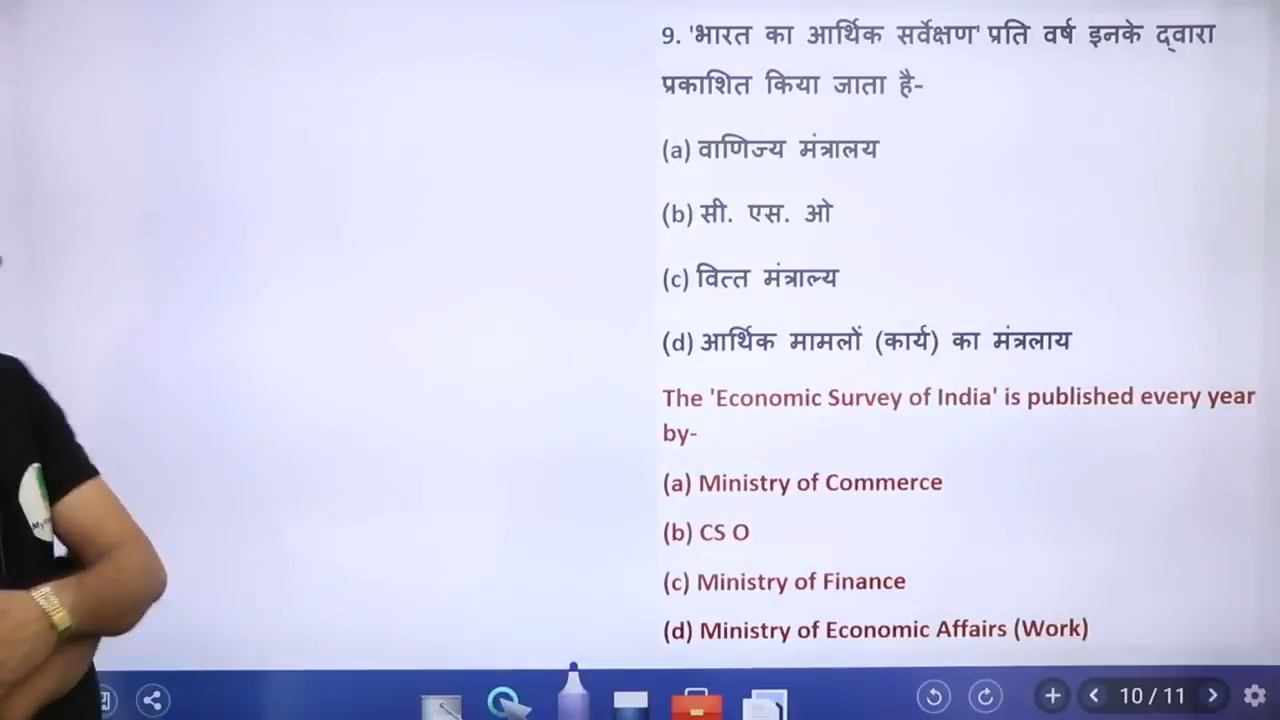 9. 'भारत का आर्थिक सर्वेक्षण' प्रति वर्ष इनके द्वारा
प्रकाशित किया जाता है-
(a) वाणिज्य मंत्रालय
(b) सी. एस. ओ
(c) वित्त मंत्राल्य
(d) आर्थिक मामलों (कार्य) का मंत्रलाय
The 'Economic Survey of India' is published every year
by-
(a) Ministry of Commerce
(b) CS O
(c) Ministry of Finance
(d) Ministry of Economic Affairs (Work)
10 / 11